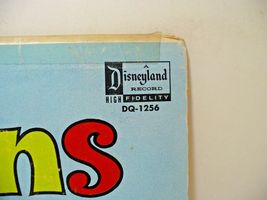 A
Disneyland
RECORD
HIGH FIDELITY
DQ-1256
ns